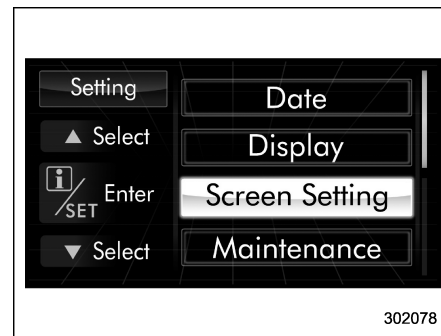 Setting
Select
i/SET Enter
Select
Date
Display
Screen Setting
Maintenance
302078